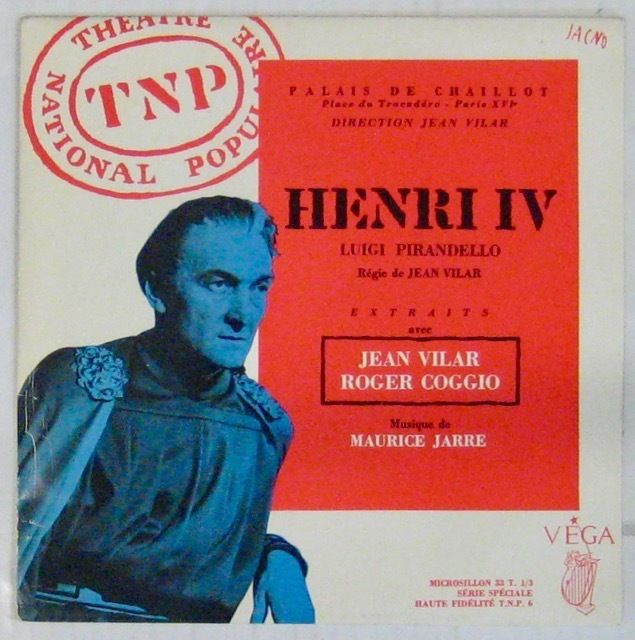 THEATRE
NATIONAL POPULAIRE
TNP
JACNO
PALAIS DE CHAILLOT
Place du Trocadéro - Paris XVIe
DIRECTION JEAN VILAR
HENRI IV
LUIGI PIRANDELLO
Régie de JEAN VILAR
EXTRAITS
avec
JEAN VILAR
ROGER COGGIO
Musique de
MAURICE JARRE
VÉGA
MICROSILLON 33 T. 1/3
SÉRIE SPÉCIALE
HAUTE FIDÉLITÉ T.N.P. 6